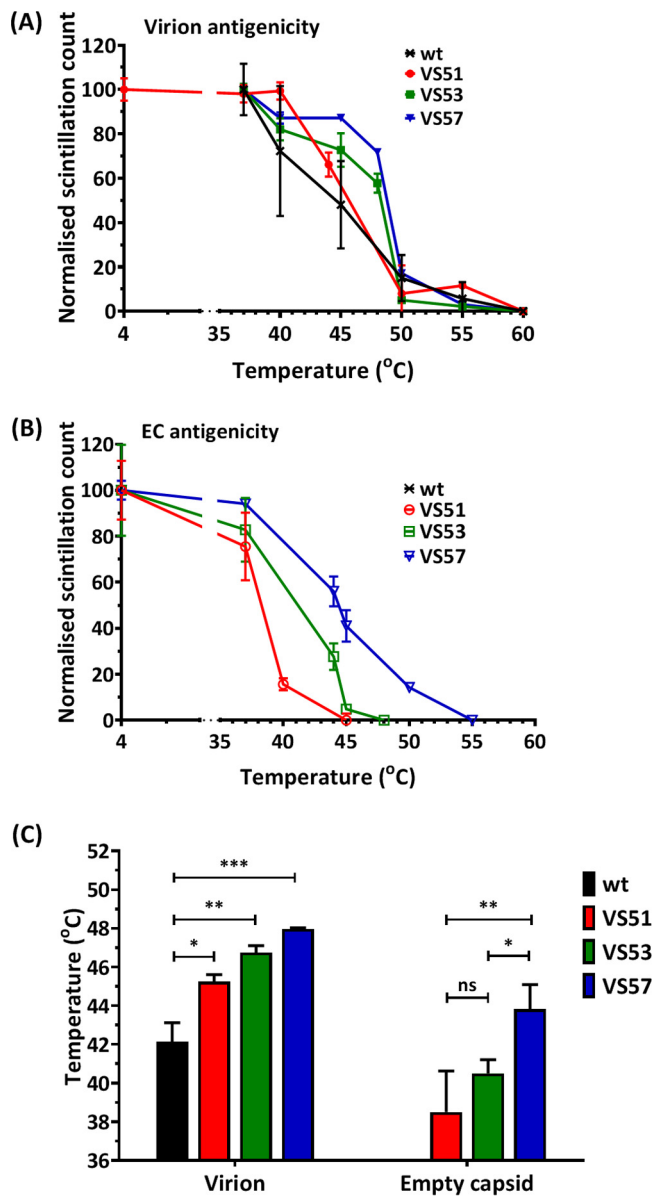 (A)
Virion antigenicity
Normalised scintillation count
120
100
80
60
40
20
0
4
35
40
45
50
55
60
Temperature (°C)
wt
VS51
VS53
VS57
(B)
EC antigenicity
Normalised scintillation count
120
100
80
60
40
20
0
4
35
40
45
50
55
60
Temperature (°C)
wt
VS51
VS53
VS57
(C)
Temperature (°C)
52
50
48
46
44
42
40
38
36
***
**
*
**
*
ns
Virion
Empty capsid
wt
VS51
VS53
VS57